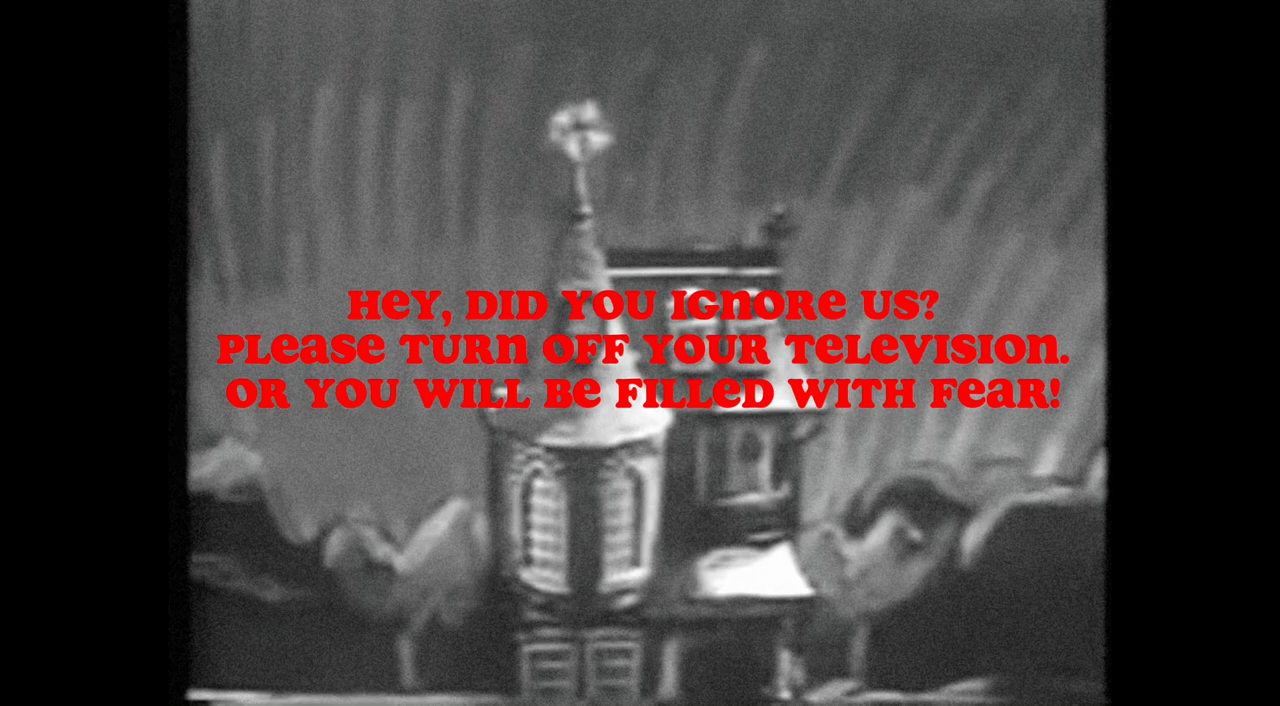 HeY, DID YOU IGnORe US?
PLease TURn OFF YOUR TeLeVISIOn.
OR YOU WILL Be FILLeD WITH FeaR!